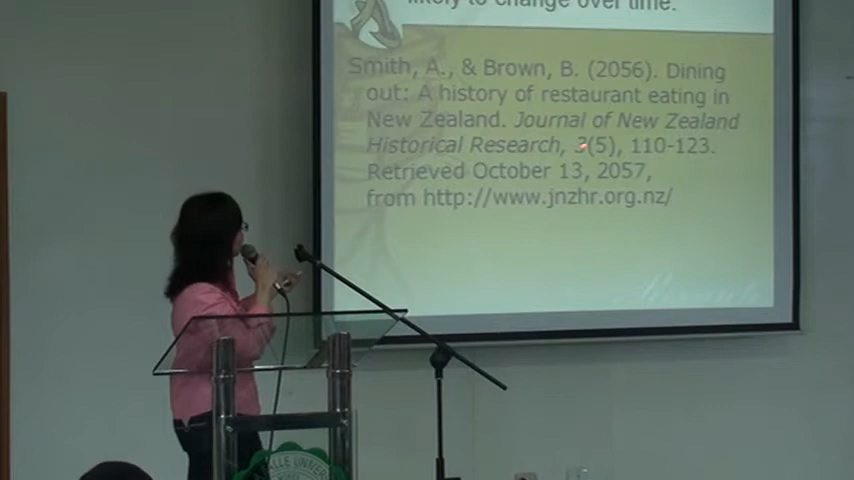 likely to change over time.
Smith, A., & Brown, B. (2056). Dining
out: A history of restaurant eating in
New Zealand. Journal of New Zealand
Historical Research, 3(5), 110-123.
Retrieved October 13, 2057,
from http://www.jnzhr.org.nz/